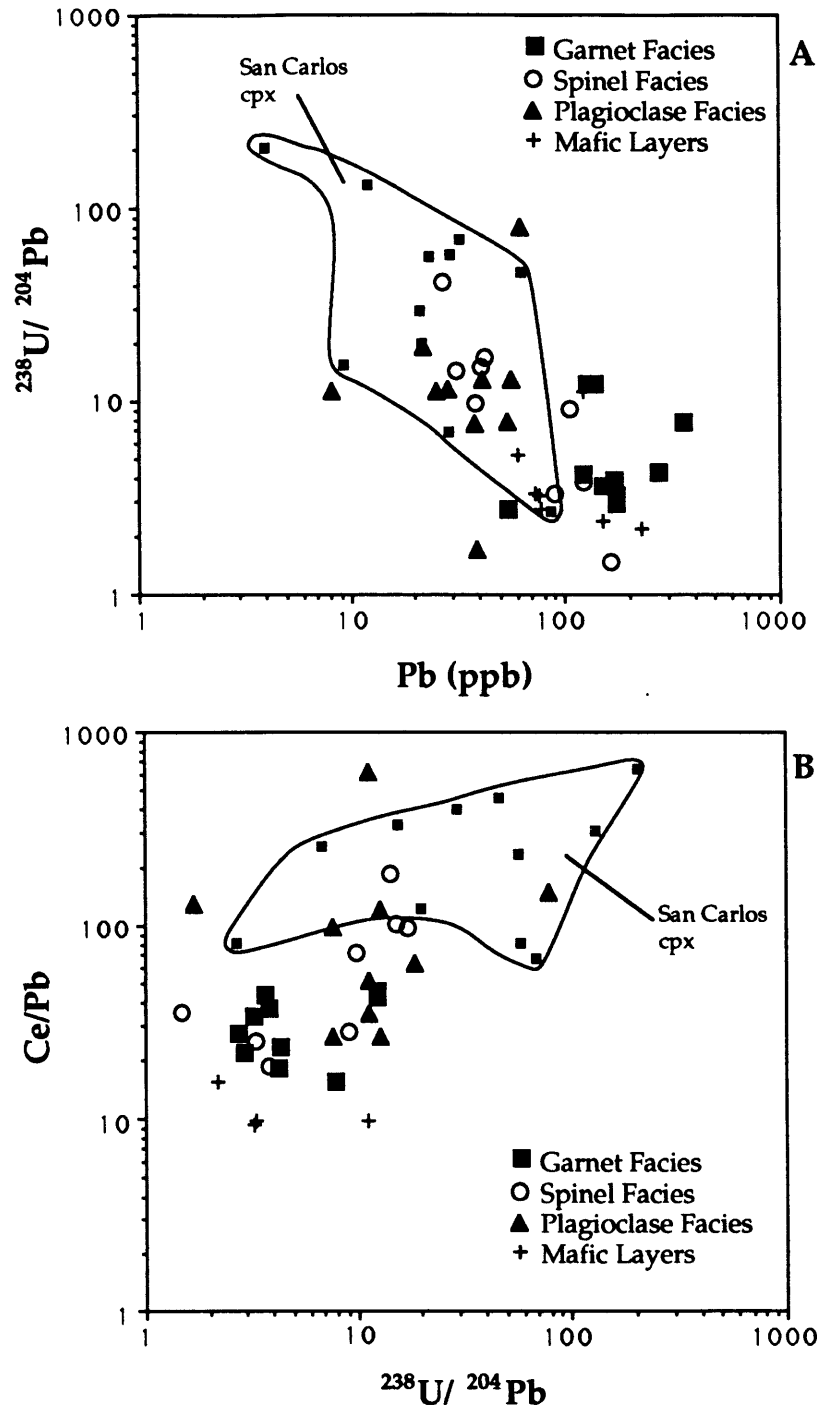 1000
A
San Carlos
cpx
Garnet Facies
Spinel Facies
Plagioclase Facies
Mafic Layers
100
238U/ 204Pb
10
1
1
10
100
1000
Pb (ppb)
1000
B
100
San Carlos
cpx
Ce/Pb
10
Garnet Facies
Spinel Facies
Plagioclase Facies
Mafic Layers
1
1
10
100
1000
238U/ 204Pb